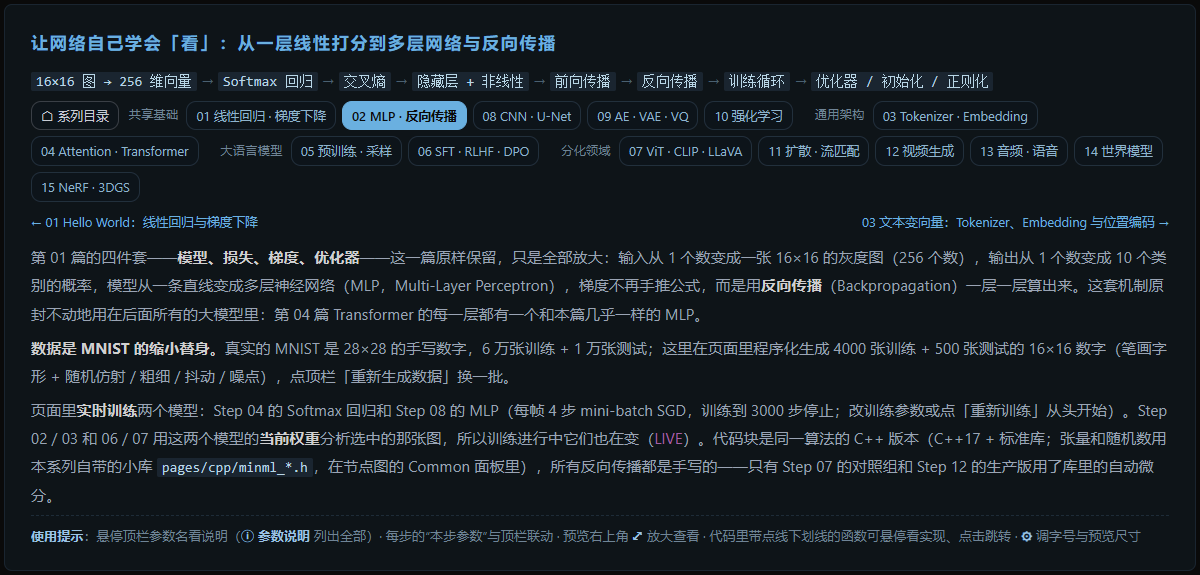 让网络自己学会「看」：从一层线性打分到多层网络与反向传播
16×16 图 → 256 维向量 → Softmax 回归 → 交叉熵 → 隐藏层 + 非线性 → 前向传播 → 反向传播 → 训练循环 → 优化器 / 初始化 / 正则化
⌂ 系列目录 共享基础 01 线性回归 · 梯度下降 02 MLP · 反向传播 08 CNN · U-Net 09 AE · VAE · VQ 10 强化学习 通用架构 03 Tokenizer · Embedding
04 Attention · Transformer 大语言模型 05 预训练 · 采样 06 SFT · RLHF · DPO 分化领域 07 ViT · CLIP · LLaVA 11 扩散 · 流匹配 12 视频生成 13 音频 · 语音 14 世界模型
15 NeRF · 3DGS
← 01 Hello World：线性回归与梯度下降 03 文本变向量：Tokenizer、Embedding 与位置编码 →
第 01 篇的四件套——模型、损失、梯度、优化器——这一篇原样保留，只是全部放大：输入从 1 个数变成一张 16×16 的灰度图（256 个数），输出从 1 个数变成 10 个类
别的概率，模型从一条直线变成多层神经网络（MLP，Multi-Layer Perceptron），梯度不再手推公式，而是用反向传播（Backpropagation）一层一层算出来。这套机制原
封不动地用在后面所有的大模型里：第 04 篇 Transformer 的每一层都有一个和本篇几乎一样的 MLP。
数据是 MNIST 的缩小替身。真实的 MNIST 是 28×28 的手写数字，6 万张训练 + 1 万张测试；这里在页面里程序化生成 4000 张训练 + 500 张测试的 16×16 数字（笔画字
形 + 随机仿射 / 粗细 / 抖动 / 噪点），点顶栏「重新生成数据」换一批。
页面里实时训练两个模型：Step 04 的 Softmax 回归和 Step 08 的 MLP（每帧 4 步 mini-batch SGD，训练到 3000 步停止；改训练参数或点「重新训练」从头开始）。Step
02 / 03 和 06 / 07 用这两个模型的当前权重分析选中的那张图，所以训练进行中它们也在变（LIVE）。代码块是同一算法的 C++ 版本（C++17 + 标准库；张量和随机数用
本系列自带的小库 pages/cpp/minml_*.h，在节点图的 Common 面板里），所有反向传播都是手写的——只有 Step 07 的对照组和 Step 12 的生产版用了库里的自动微
分。
使用提示：悬停顶栏参数名看说明（ⓘ 参数说明 列出全部）· 每步的“本步参数”与顶栏联动 · 预览右上角 ⤢ 放大查看 · 代码里带点线下划线的函数可悬停看实现、点击跳转 · ⚙ 调字号与预览尺寸